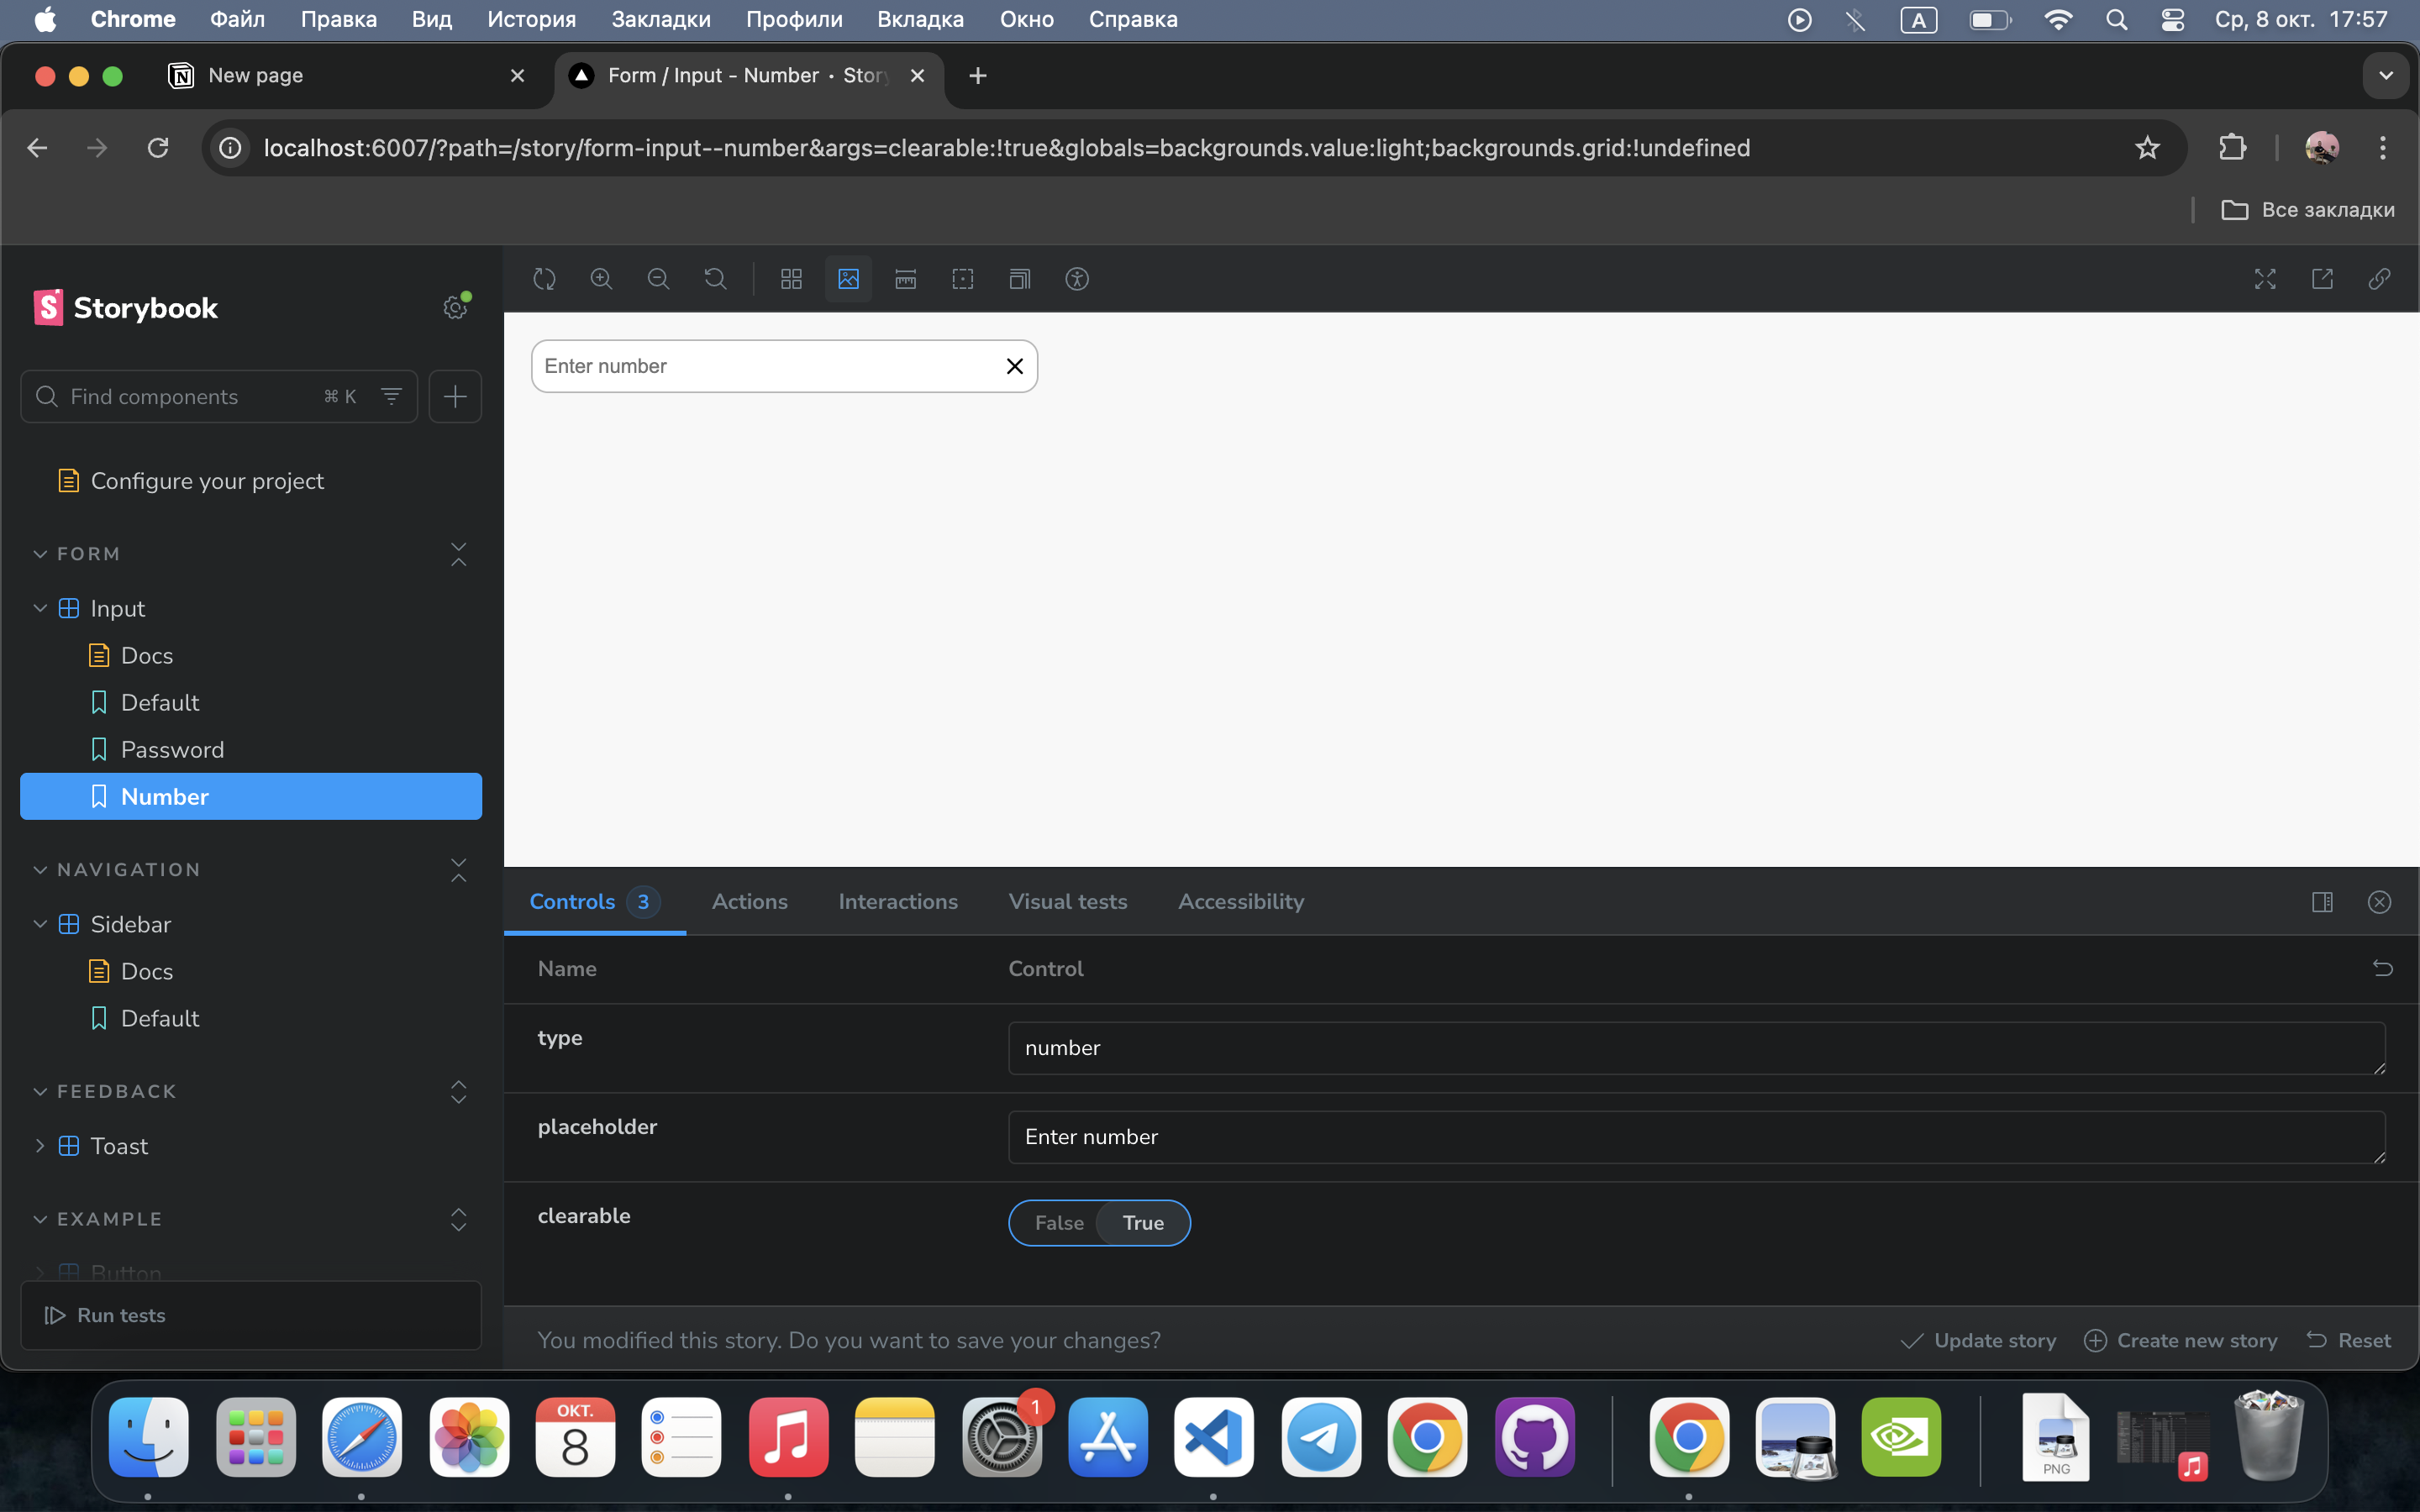 Chrome Файл Правка Вид История Закладки Профили Вкладка Окно Справка A Ср, 8 окт. 17:57
New page Form / Input - Number • Story
localhost:6007/?path=/story/form-input--number&args=clearable:!true&globals=backgrounds.value:light;backgrounds.grid:!undefined
Все закладки
Storybook
Find components ⌘ K
Configure your project
FORM
Input
Docs
Default
Password
Number
NAVIGATION
Sidebar
Docs
Default
FEEDBACK
Toast
EXAMPLE
Button
Run tests
Enter number
Controls 3 Actions Interactions Visual tests Accessibility
Name Control
type number
placeholder Enter number
clearable False True
You modified this story. Do you want to save your changes? Update story Create new story Reset
ОКТ.
8
1
PNG